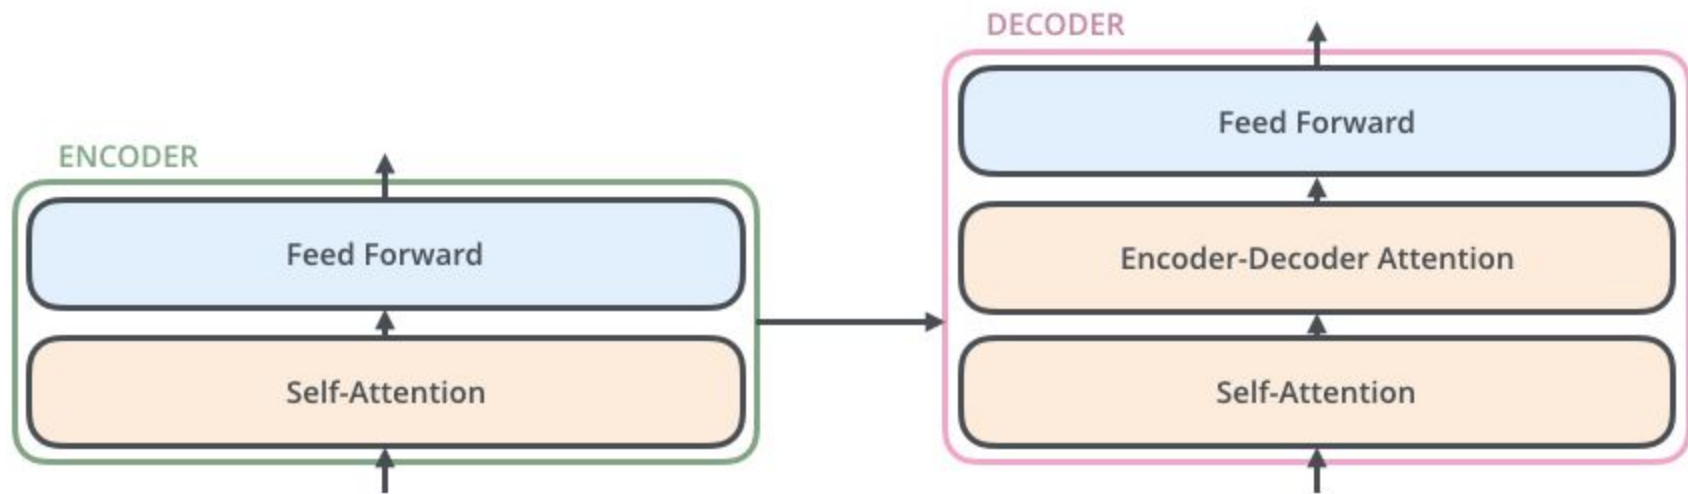 ENCODER
Feed Forward
Self-Attention
DECODER
Feed Forward
Encoder-Decoder Attention
Self-Attention